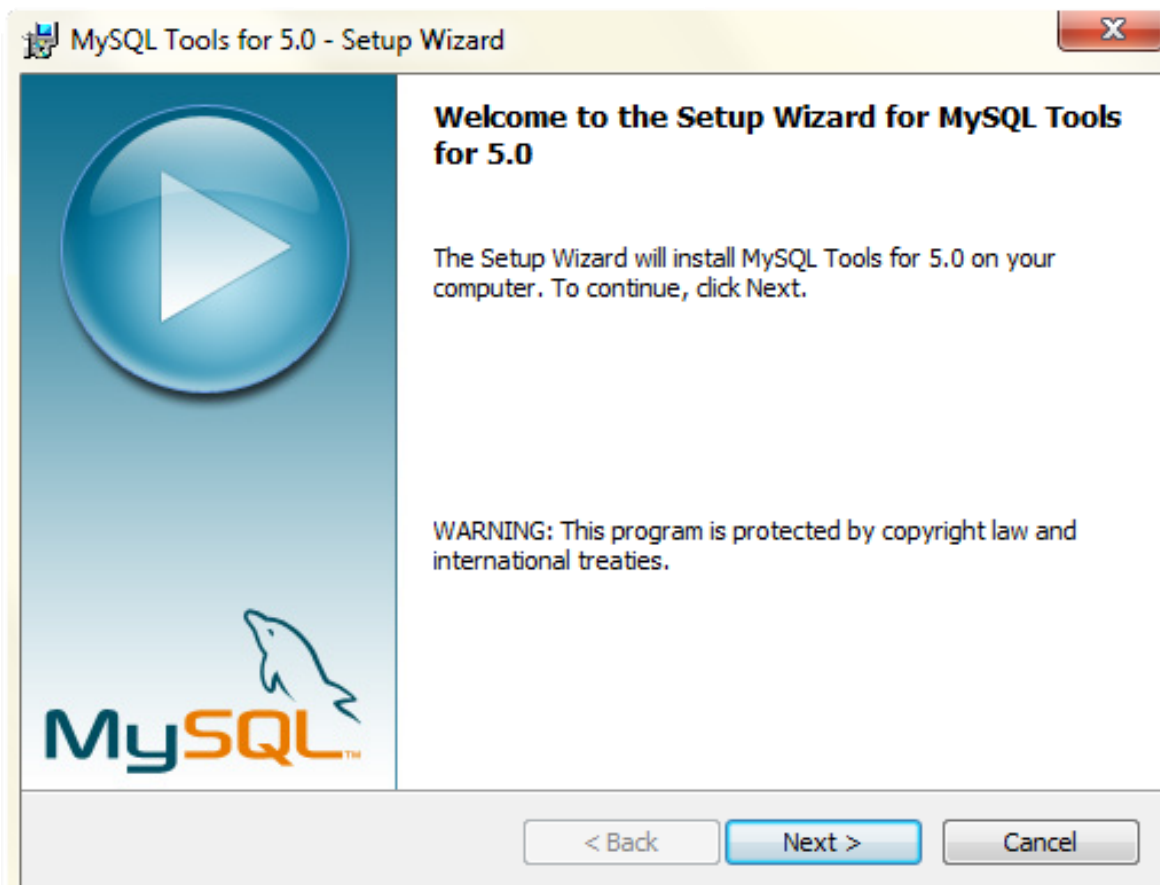 MySQL Tools for 5.0 - Setup Wizard
X
Welcome to the Setup Wizard for MySQL Tools
for 5.0
The Setup Wizard will install MySQL Tools for 5.0 on your
computer. To continue, click Next.
WARNING: This program is protected by copyright law and
international treaties.
MySQL™
< Back
Next >
Cancel